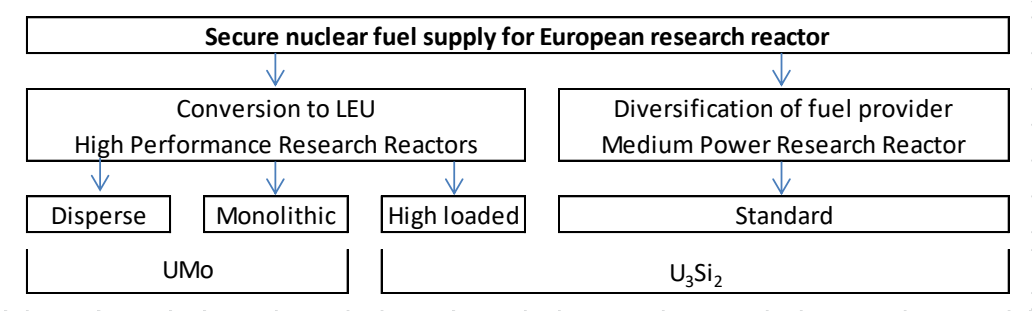 Secure nuclear fuel supply for European research reactor
Conversion to LEU
High Performance Research Reactors
Diversification of fuel provider
Medium Power Research Reactor
Disperse
Monolithic
High loaded
Standard
UMo
U₃Si₂